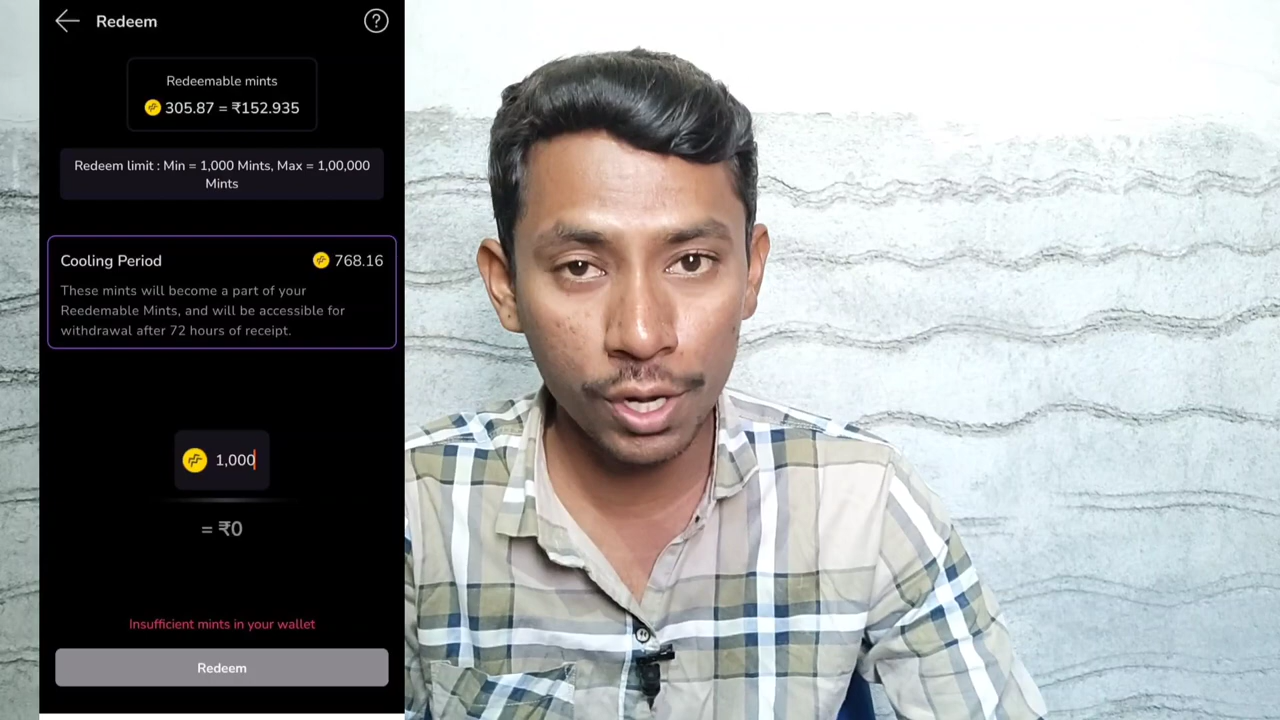 Redeem
?
Redeemable mints
305.87 = ₹152.935
Redeem limit : Min = 1,000 Mints, Max = 1,00,000
Mints
Cooling Period 768.16
These mints will become a part of your
Reedemable Mints, and will be accessible for
withdrawal after 72 hours of receipt.
1,000
= ₹0
Insufficient mints in your wallet
Redeem